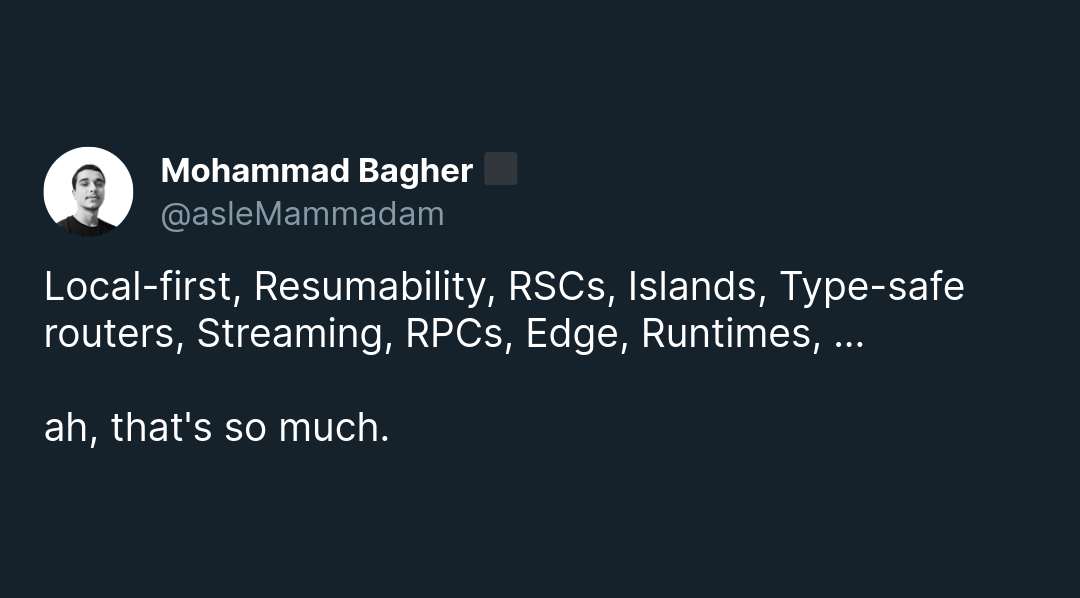 Mohammad Bagher
@asleMammadam
Local-first, Resumability, RSCs, Islands, Type-safe
routers, Streaming, RPCs, Edge, Runtimes, ...
ah, that's so much.